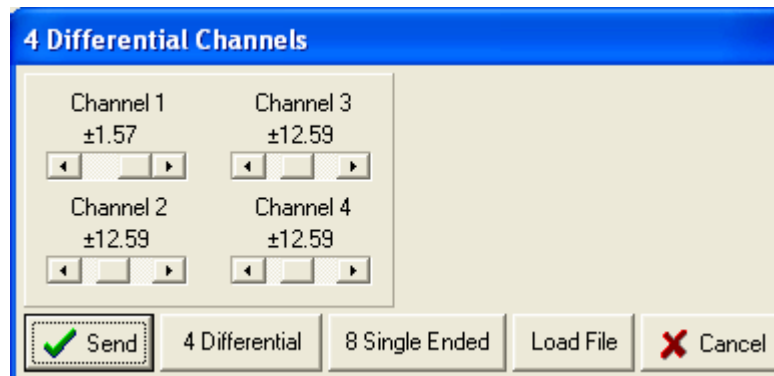 4 Differential Channels
Channel 1 Channel 3
±1.57 ±12.59
Channel 2 Channel 4
±12.59 ±12.59
Send 4 Differential 8 Single Ended Load File Cancel